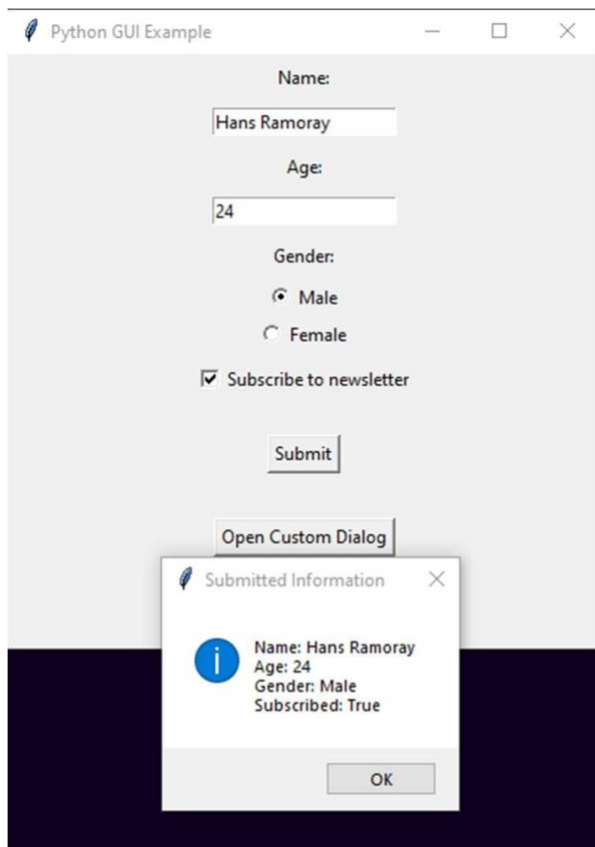 Python GUI Example
Name:
Hans Ramoray
Age:
24
Gender:
Male
Female
Subscribe to newsletter
Submit
Open Custom Dialog
Submitted Information
Name: Hans Ramoray
Age: 24
Gender: Male
Subscribed: True
OK